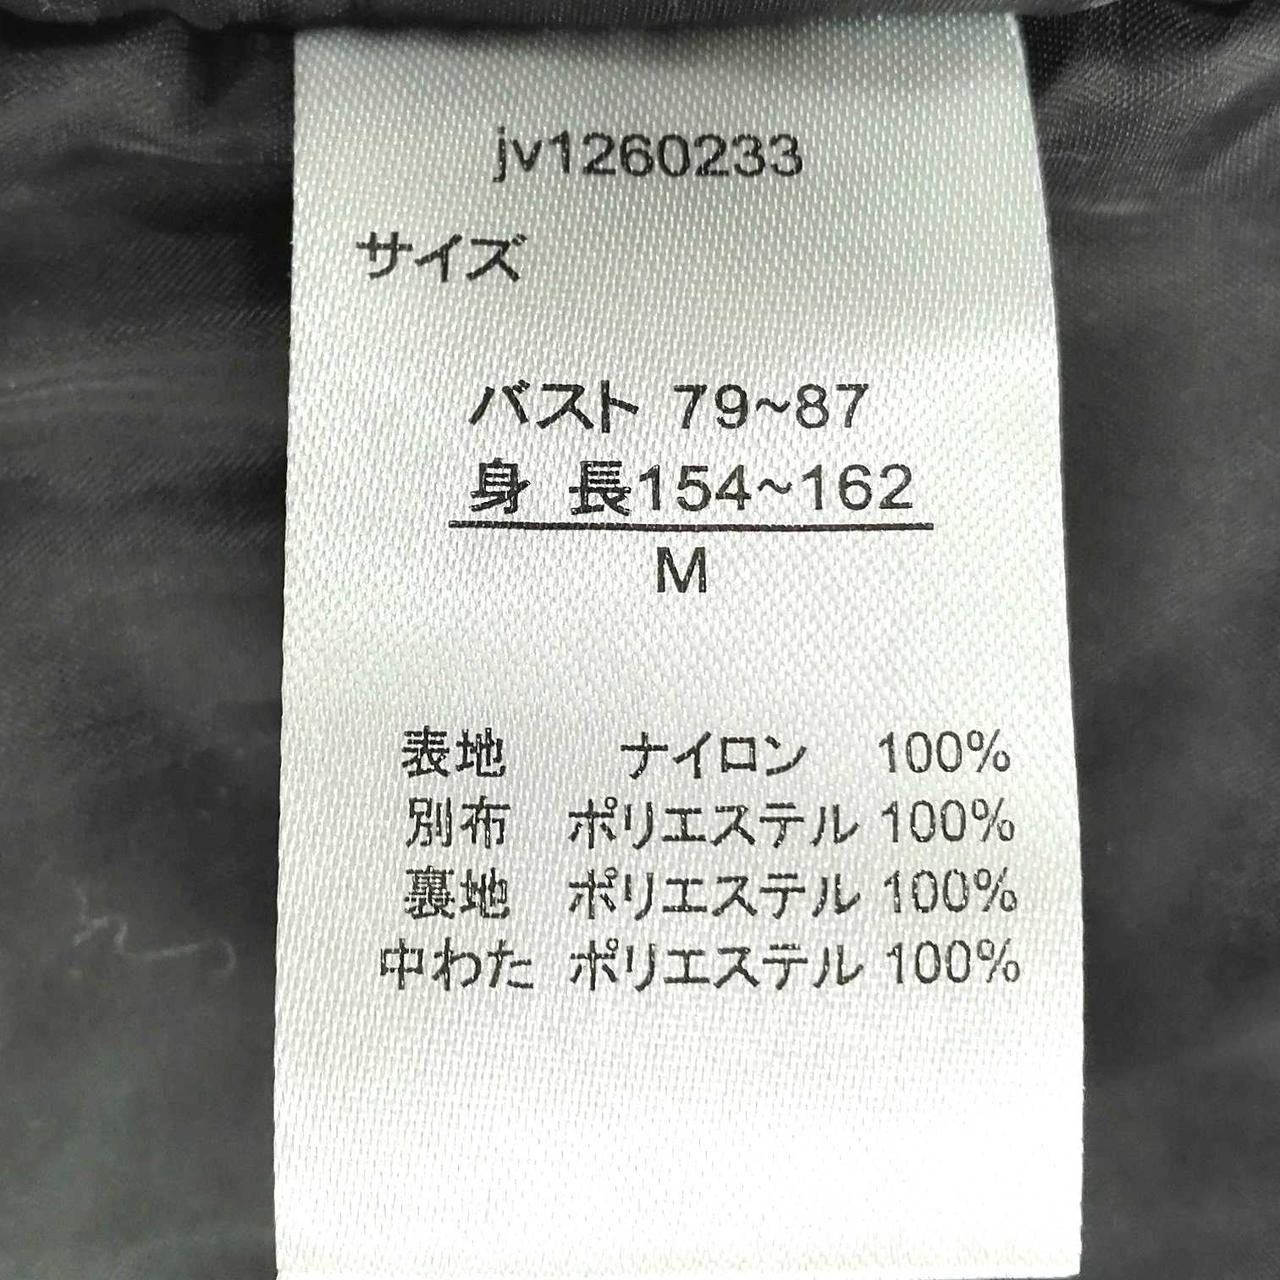 jv1260233
サイズ
バスト 79~87
身 長154~162
M
表地 ナイロン 100%
別布 ポリエステル 100%
裏地 ポリエステル 100%
中わた ポリエステル 100%